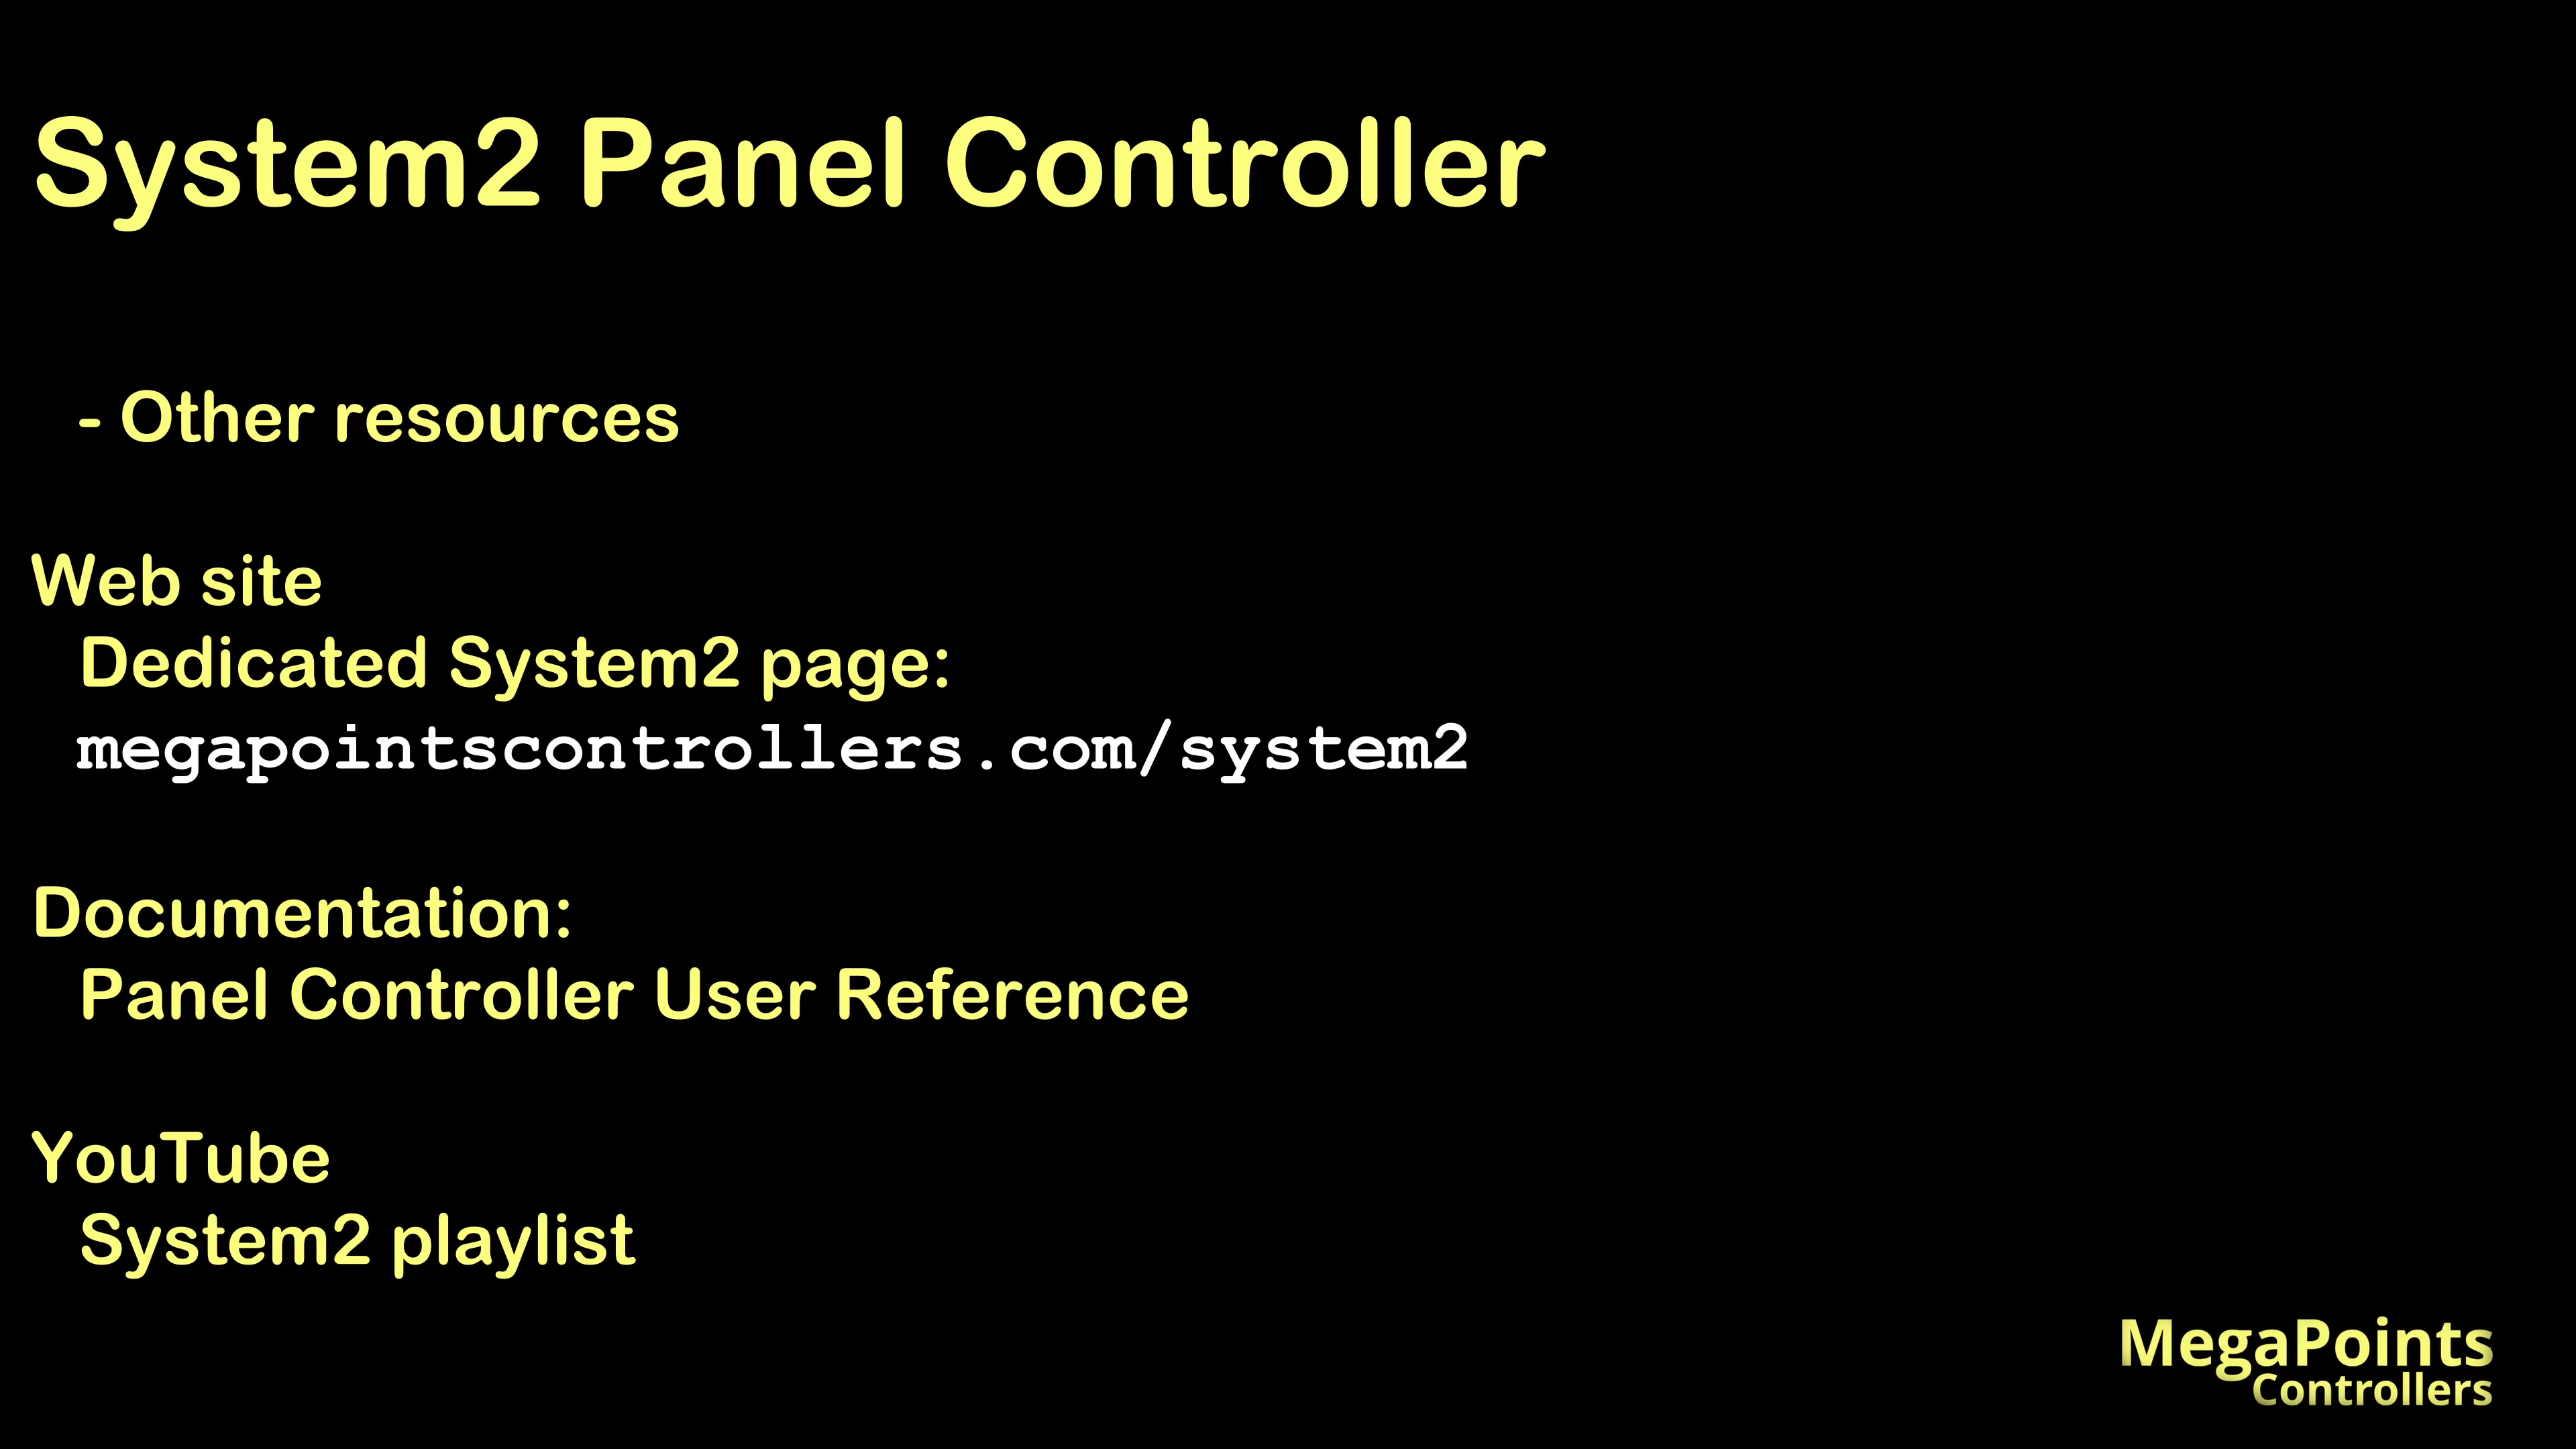 System2 Panel Controller
- Other resources
Web site
Dedicated System2 page:
megapointscontrollers.com/system2
Documentation:
Panel Controller User Reference
YouTube
System2 playlist
MegaPoints
Controllers